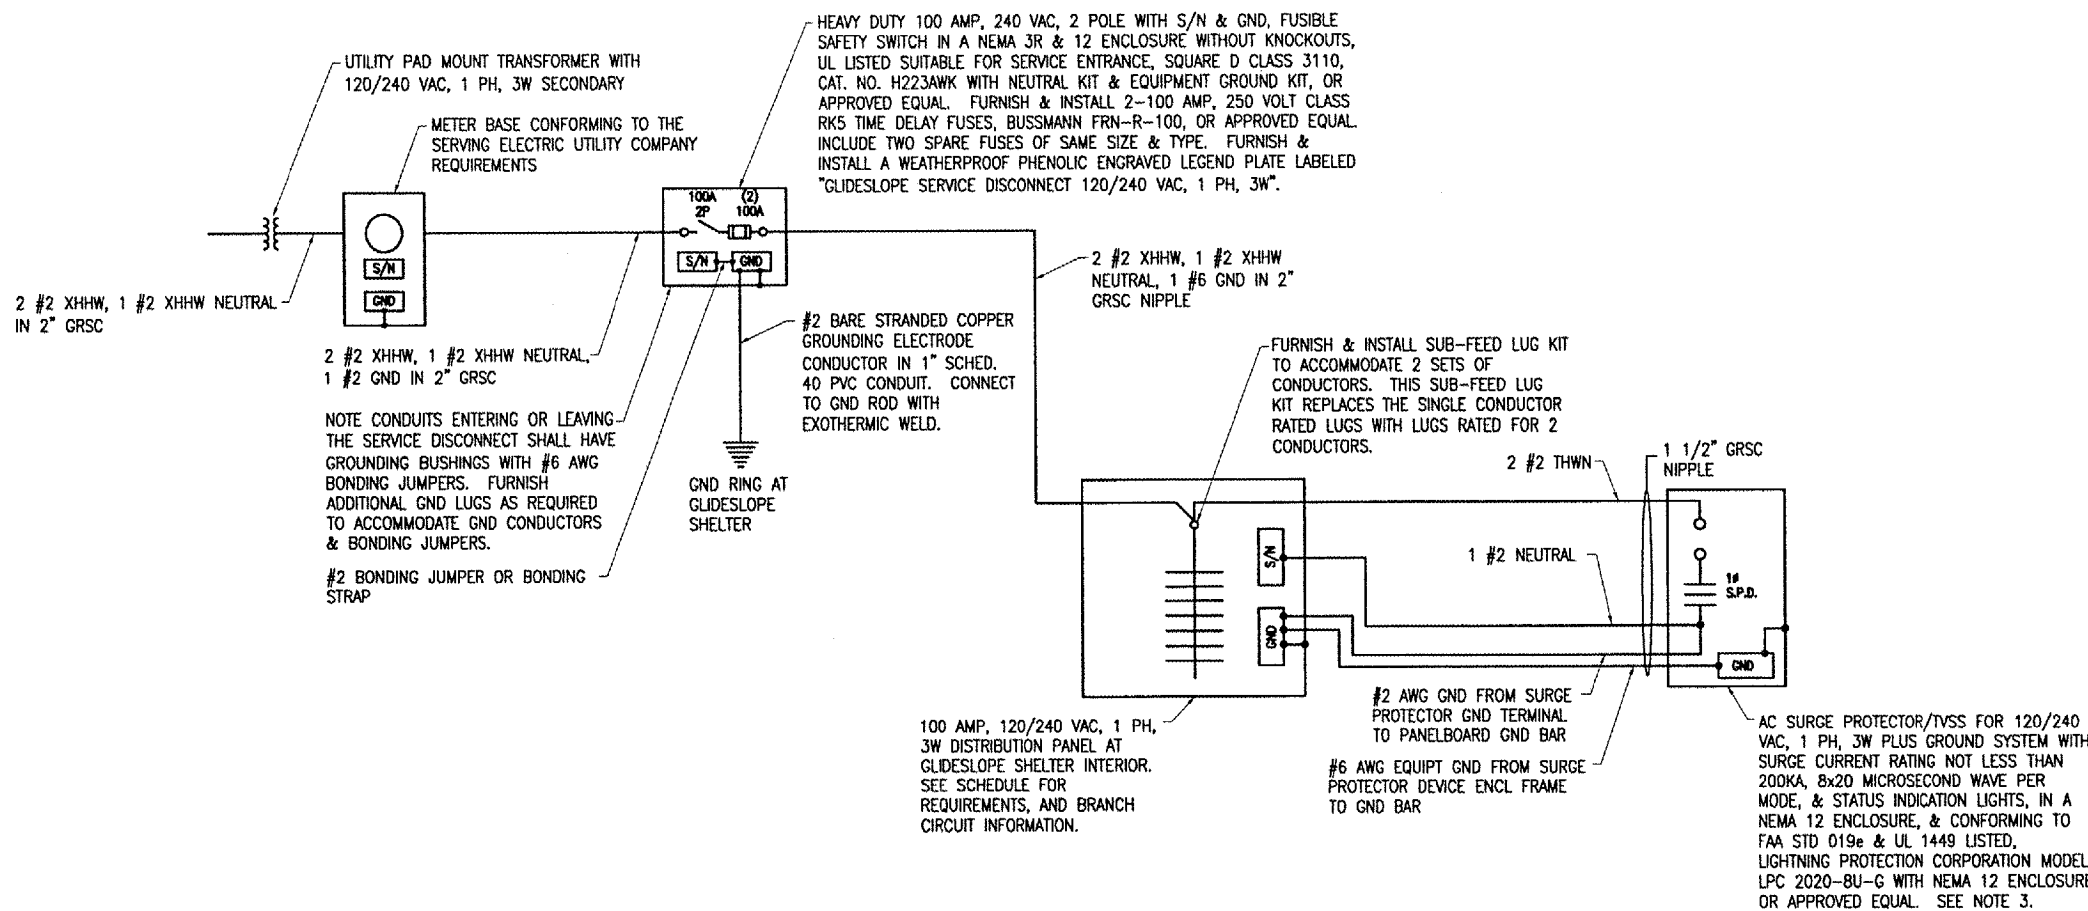 HEAVY DUTY 100 AMP, 240 VAC, 2 POLE WITH S/N & GND, FUSIBLE
SAFETY SWITCH IN A NEMA 3R & 12 ENCLOSURE WITHOUT KNOCKOUTS,
UL LISTED SUITABLE FOR SERVICE ENTRANCE, SQUARE D CLASS 3110,
CAT. NO. H223AWK WITH NEUTRAL KIT & EQUIPMENT GROUND KIT, OR
APPROVED EQUAL. FURNISH & INSTALL 2-100 AMP, 250 VOLT CLASS
RK5 TIME DELAY FUSES, BUSSMANN FRN-R-100, OR APPROVED EQUAL.
INCLUDE TWO SPARE FUSES OF SAME SIZE & TYPE. FURNISH &
INSTALL A WEATHERPROOF PHENOLIC ENGRAVED LEGEND PLATE LABELED
"GLIDESLOPE SERVICE DISCONNECT 120/240 VAC, 1 PH, 3W".
UTILITY PAD MOUNT TRANSFORMER WITH
120/240 VAC, 1 PH, 3W SECONDARY
METER BASE CONFORMING TO THE
SERVING ELECTRIC UTILITY COMPANY
REQUIREMENTS
100A
2P
(2)
100A
S/N
GND
S/N
GND
2 #2 XHHW, 1 #2 XHHW NEUTRAL
IN 2" GRSC
2 #2 XHHW, 1 #2 XHHW NEUTRAL,
1 #2 GND IN 2" GRSC
NOTE CONDUITS ENTERING OR LEAVING
THE SERVICE DISCONNECT SHALL HAVE
GROUNDING BUSHINGS WITH #6 AWG
BONDING JUMPERS. FURNISH
ADDITIONAL GND LUGS AS REQUIRED
TO ACCOMMODATE GND CONDUCTORS
& BONDING JUMPERS.
#2 BONDING JUMPER OR BONDING
STRAP
#2 BARE STRANDED COPPER
GROUNDING ELECTRODE
CONDUCTOR IN 1" SCHED.
40 PVC CONDUIT. CONNECT
TO GND ROD WITH
EXOTHERMIC WELD.
GND RING AT
GLIDESLOPE
SHELTER
2 #2 XHHW, 1 #2 XHHW
NEUTRAL, 1 #6 GND IN 2"
GRSC NIPPLE
FURNISH & INSTALL SUB-FEED LUG KIT
TO ACCOMMODATE 2 SETS OF
CONDUCTORS. THIS SUB-FEED LUG
KIT REPLACES THE SINGLE CONDUCTOR
RATED LUGS WITH LUGS RATED FOR 2
CONDUCTORS.
2 #2 THWN
1 1/2" GRSC
NIPPLE
S/N
GND
1 #2 NEUTRAL
1ø
S.P.D.
GND
100 AMP, 120/240 VAC, 1 PH,
3W DISTRIBUTION PANEL AT
GLIDESLOPE SHELTER INTERIOR.
SEE SCHEDULE FOR
REQUIREMENTS, AND BRANCH
CIRCUIT INFORMATION.
#2 AWG GND FROM SURGE
PROTECTOR GND TERMINAL
TO PANELBOARD GND BAR
#6 AWG EQUIPT GND FROM SURGE
PROTECTOR DEVICE ENCL FRAME
TO GND BAR
AC SURGE PROTECTOR/TVSS FOR 120/240
VAC, 1 PH, 3W PLUS GROUND SYSTEM WITH
SURGE CURRENT RATING NOT LESS THAN
200KA, 8x20 MICROSECOND WAVE PER
MODE, & STATUS INDICATION LIGHTS, IN A
NEMA 12 ENCLOSURE, & CONFORMING TO
FAA STD 019e & UL 1449 LISTED,
LIGHTNING PROTECTION CORPORATION MODEL
LPC 2020-8U-G WITH NEMA 12 ENCLOSURE
OR APPROVED EQUAL. SEE NOTE 3.